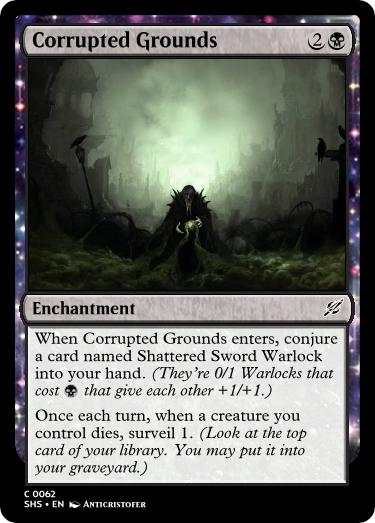 Corrupted Grounds 2
Enchantment
When Corrupted Grounds enters, conjure
a card named Shattered Sword Warlock
into your hand. (They're 0/1 Warlocks that
cost that give each other +1/+1.)
Once each turn, when a creature you
control dies, surveil 1. (Look at the top
card of your library. You may put it into
your graveyard.)
C 0062
SHS • EN Anticristofer